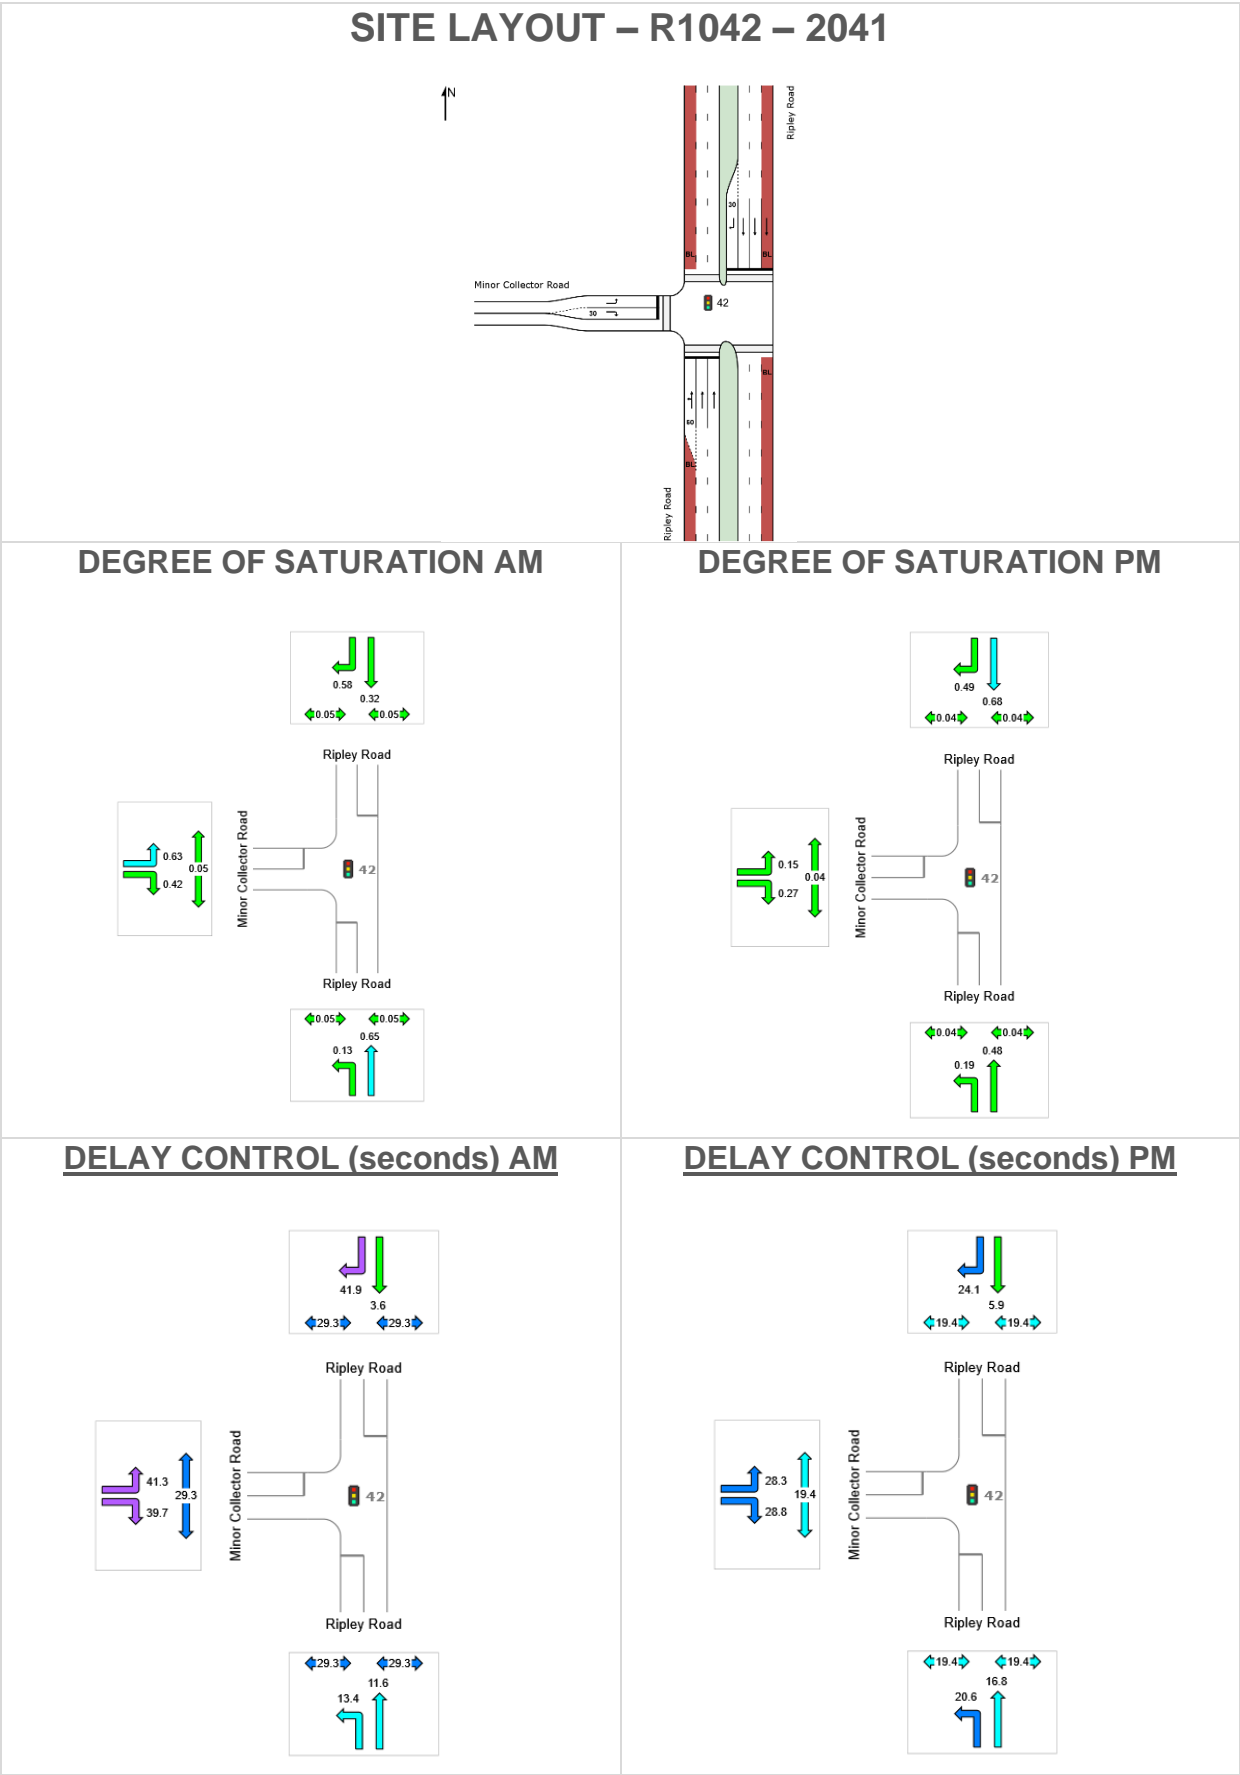 SITE LAYOUT – R1042 – 2041
N
Ripley Road
30
BL
BL
Minor Collector Road
30
42
BL
60
BL
Ripley Road
DEGREE OF SATURATION AM
0.58
0.32
0.05
0.05
Ripley Road
Minor Collector Road
0.63
0.42
0.05
42
Ripley Road
0.05
0.05
0.65
0.13
DEGREE OF SATURATION PM
0.49
0.68
0.04
0.04
Ripley Road
Minor Collector Road
0.15
0.27
0.04
42
Ripley Road
0.04
0.04
0.48
0.19
DELAY CONTROL (seconds) AM
41.9
3.6
29.3
29.3
Ripley Road
Minor Collector Road
41.3
39.7
29.3
42
Ripley Road
29.3
29.3
11.6
13.4
DELAY CONTROL (seconds) PM
24.1
5.9
19.4
19.4
Ripley Road
Minor Collector Road
28.3
28.8
19.4
42
Ripley Road
19.4
19.4
16.8
20.6